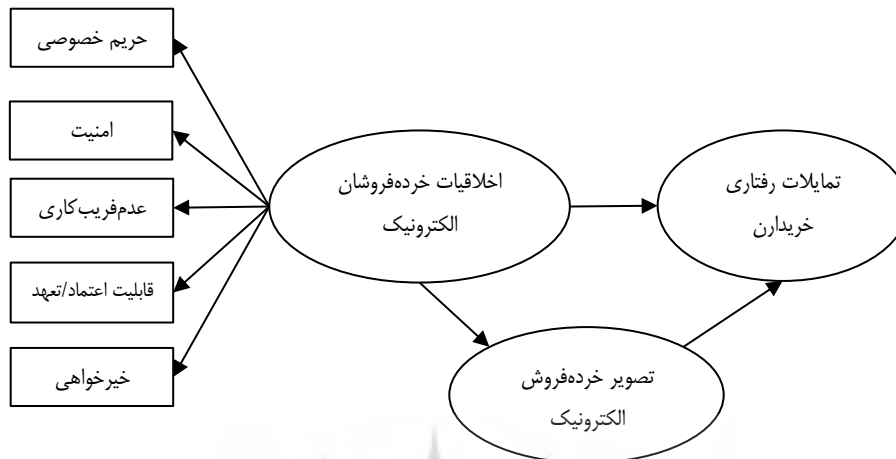 حریم خصوصی
امنیت
عدم‌فریب‌کاری
قابلیت اعتماد/تعهد
خیرخواهی
اخلاقیات خرده‌فروشان
الکترونیک
تمایلات رفتاری
خریدارن
تصویر خرده‌فروش
الکترونیک